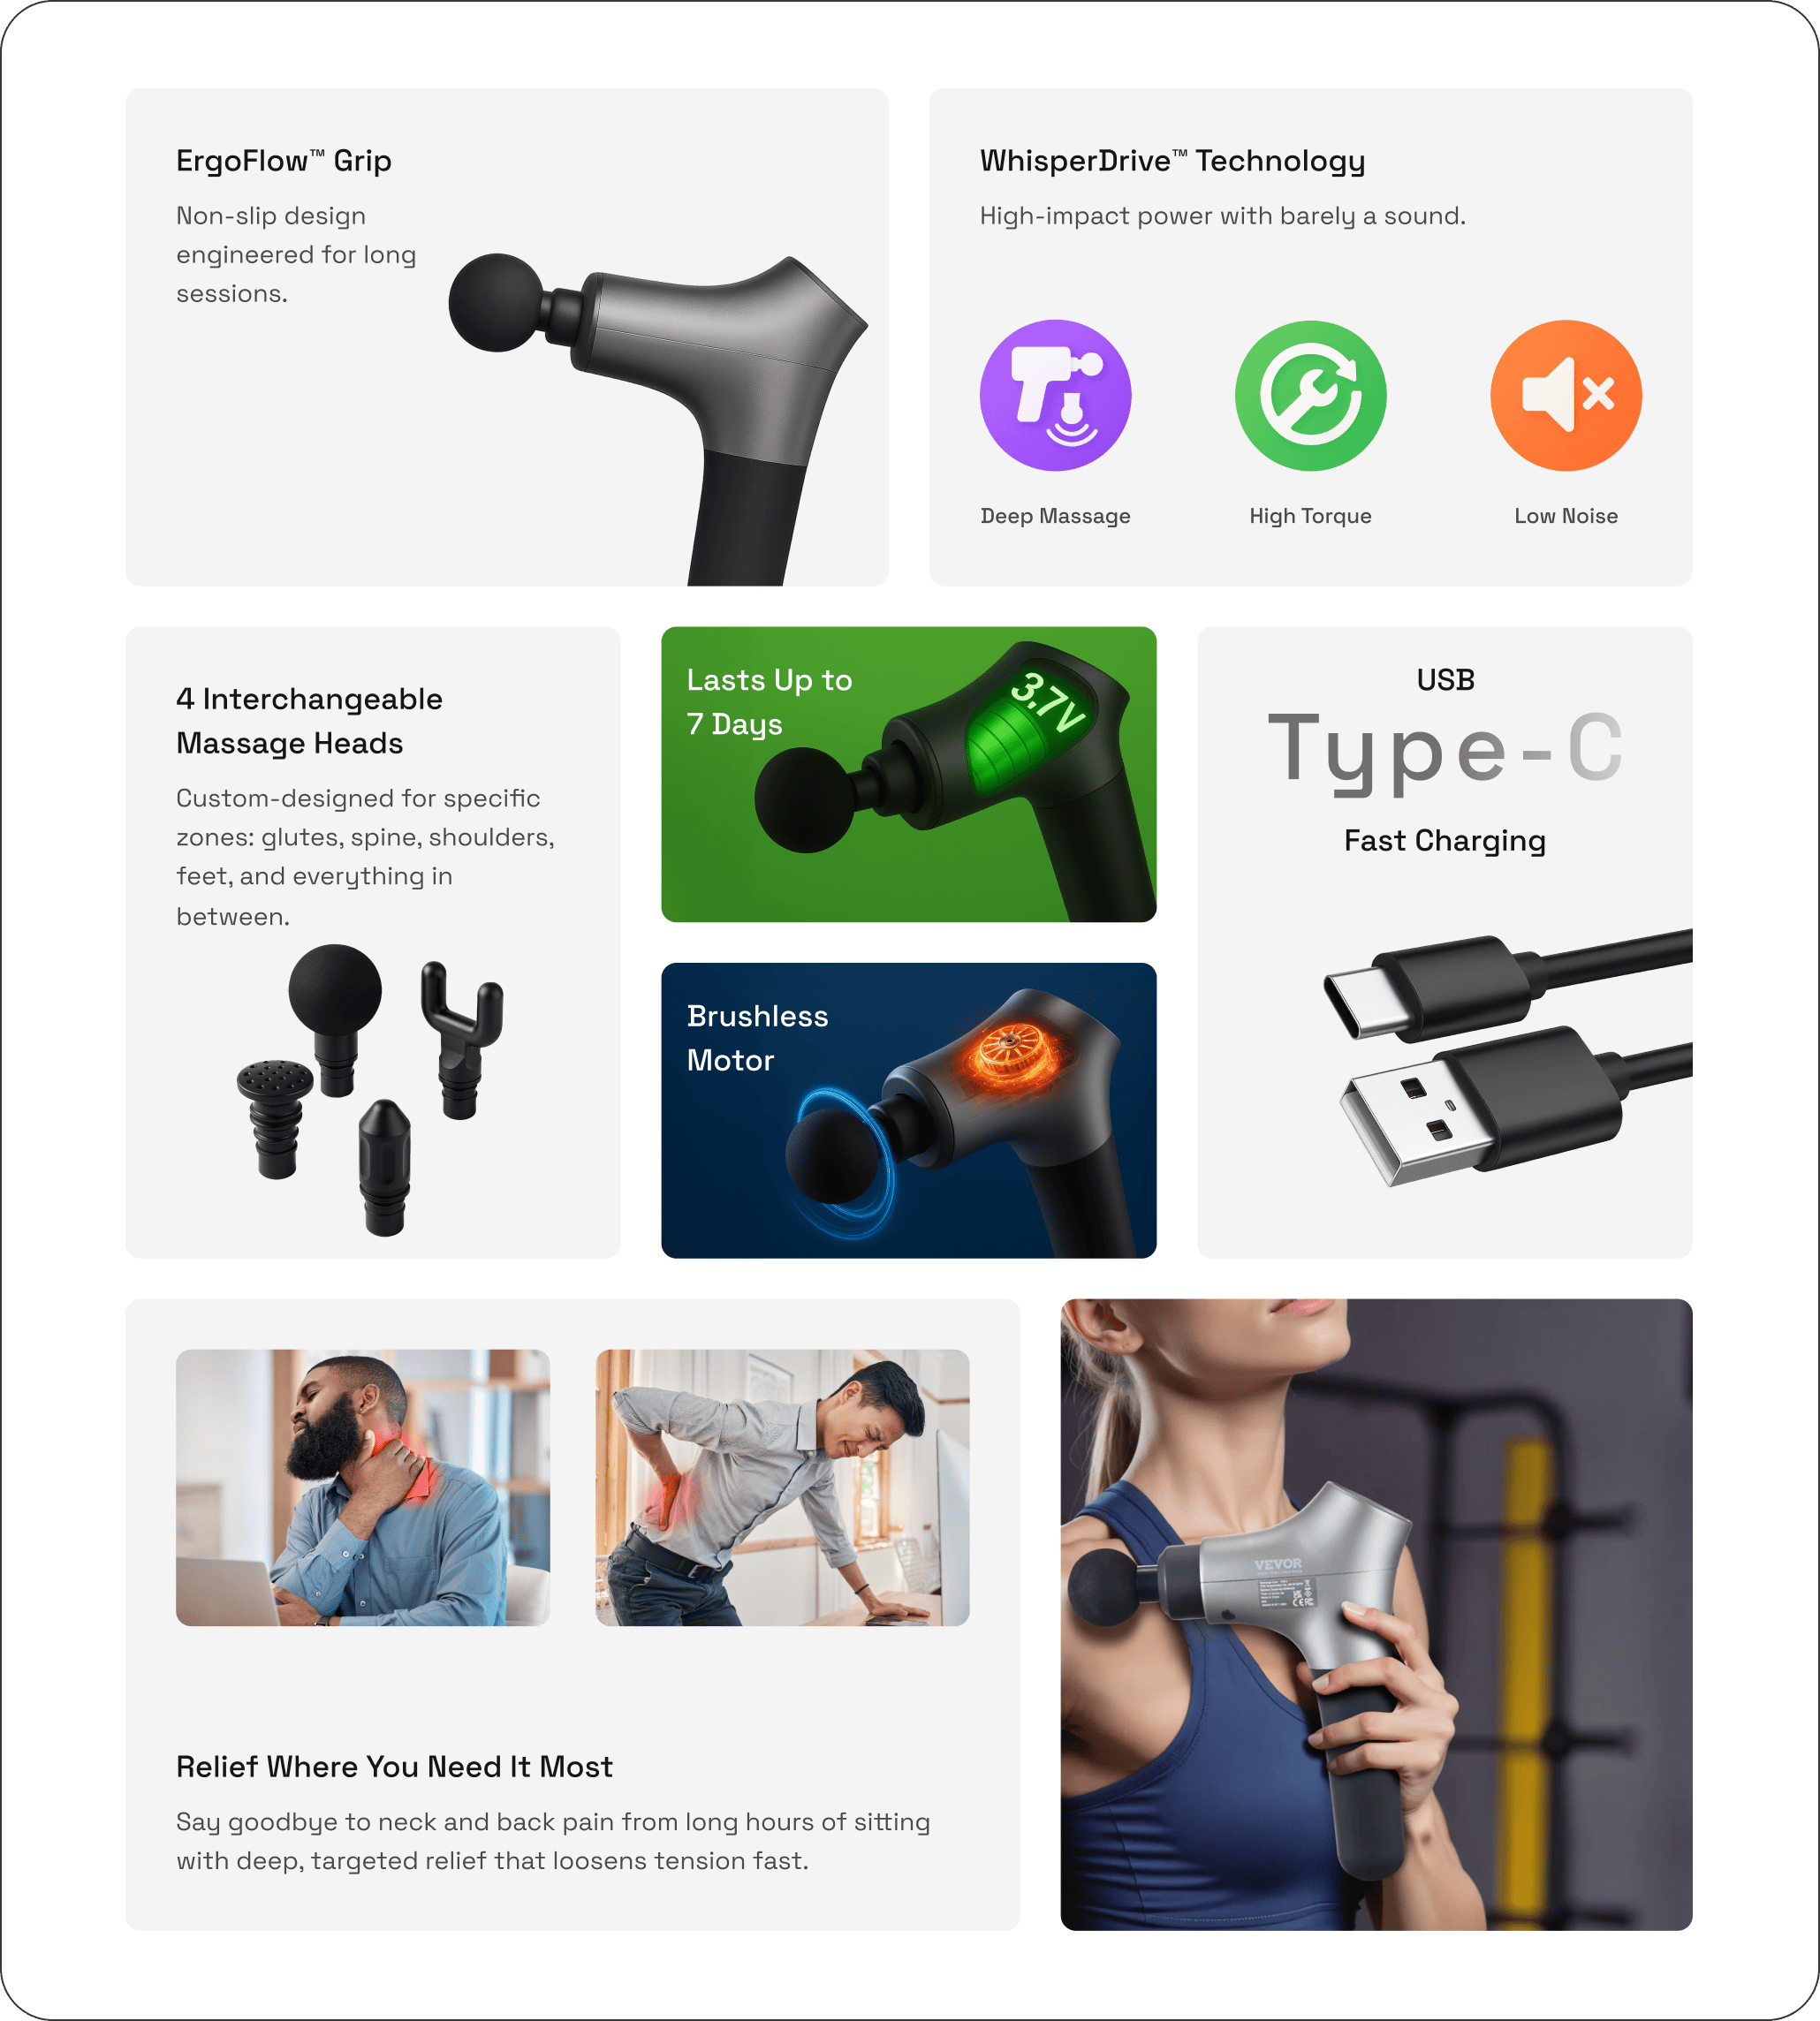 ErgoFlow™ Grip
Non-slip design
engineered for long
sessions.
WhisperDrive™ Technology
High-impact power with barely a sound.
Deep Massage
High Torque
Low Noise
4 Interchangeable
Massage Heads
Custom-designed for specific
zones: glutes, spine, shoulders,
feet, and everything in
between.
Lasts Up to
7 Days
3.7V
Brushless
Motor
USB
Type-C
Fast Charging
Relief Where You Need It Most
Say goodbye to neck and back pain from long hours of sitting
with deep, targeted relief that loosens tension fast.
VEVOR